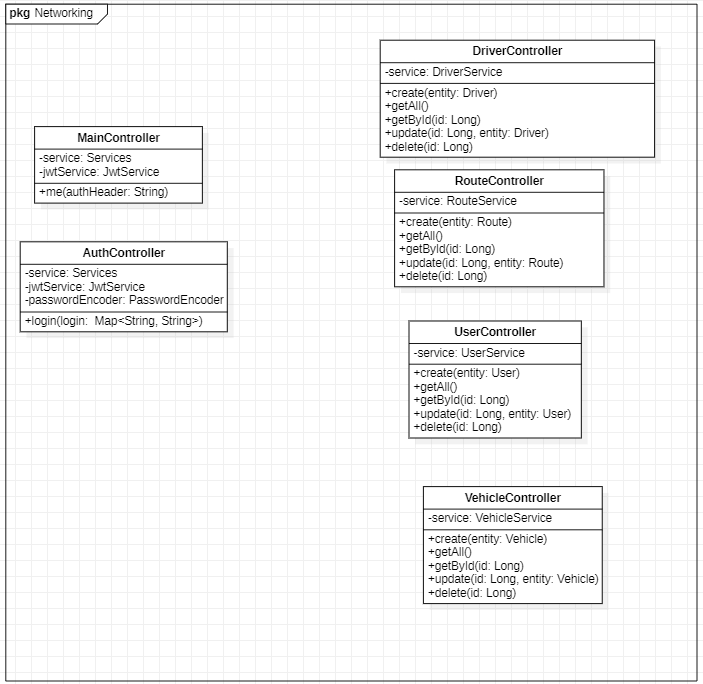 pkg Networking
DriverController
-service: DriverService
+create(entity: Driver)
+getAll()
+getById(id: Long)
+update(id: Long, entity: Driver)
+delete(id: Long)
MainController
-service: Services
-jwtService: JwtService
+me(authHeader: String)
RouteController
-service: RouteService
+create(entity: Route)
+getAll()
+getById(id: Long)
+update(id: Long, entity: Route)
+delete(id: Long)
AuthController
-service: Services
-jwtService: JwtService
-passwordEncoder: PasswordEncoder
+login(login:  Map<String, String>)
UserController
-service: UserService
+create(entity: User)
+getAll()
+getById(id: Long)
+update(id: Long, entity: User)
+delete(id: Long)
VehicleController
-service: VehicleService
+create(entity: Vehicle)
+getAll()
+getById(id: Long)
+update(id: Long, entity: Vehicle)
+delete(id: Long)